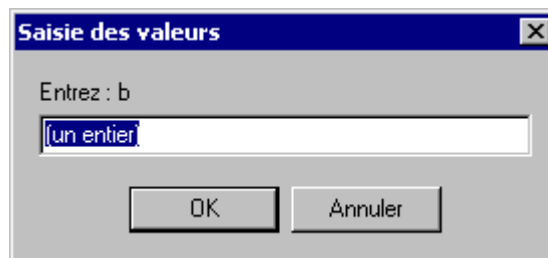 Saisie des valeurs
Entrez : b
(un entier)
OK
Annuler